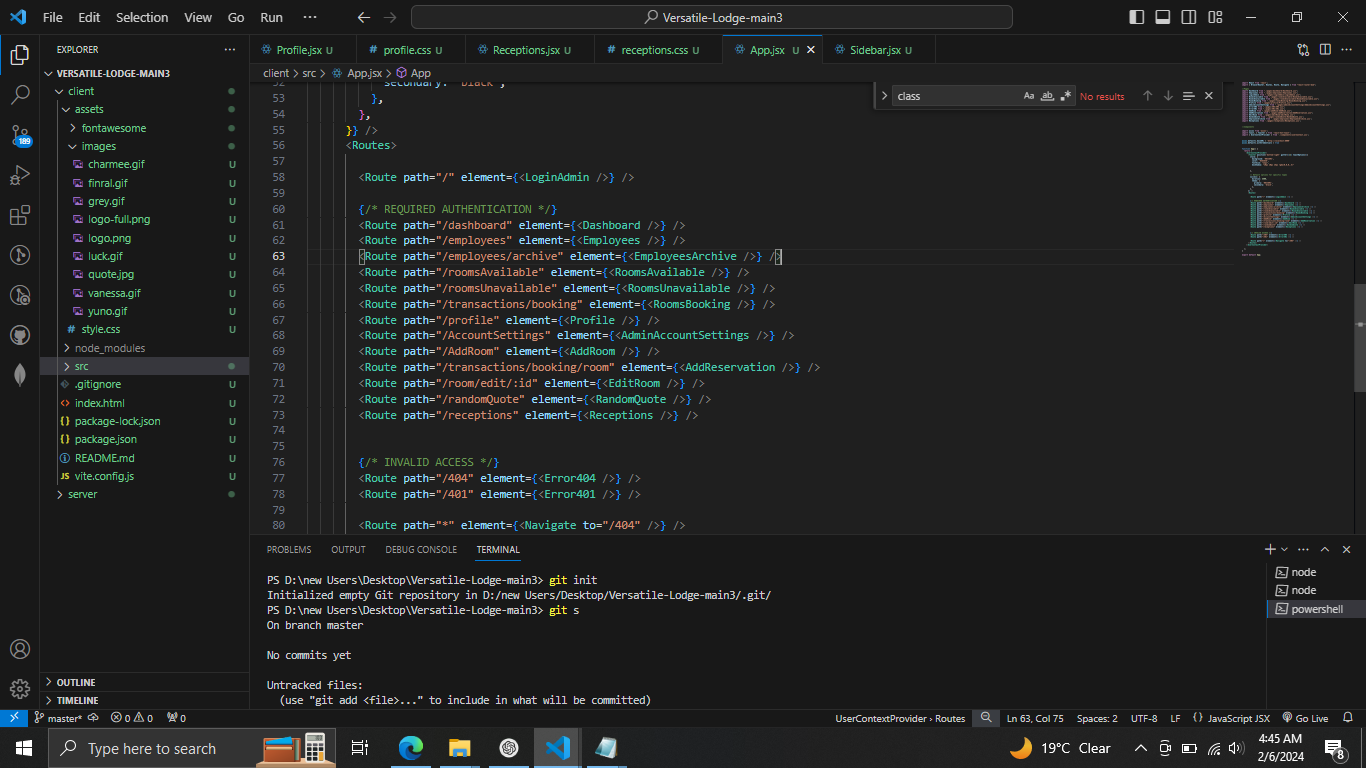 File Edit Selection View Go Run ··· Versatile-Lodge-main3
EXPLORER ···
Profile.jsx U # profile.css U Receptions.jsx U # receptions.css U App.jsx U Sidebar.jsx U
client > src > App.jsx > App
VERSATILE-LODGE-MAIN3
client
assets
fontawesome
images
charmee.gif U
finral.gif U
grey.gif U
logo-full.png U
logo.png U
luck.gif U
quote.jpg U
vanessa.gif U
yuno.gif U
# style.css U
node_modules
src
.gitignore U
<> index.html U
{} package-lock.json U
{} package.json U
README.md U
JS vite.config.js U
server
OUTLINE
TIMELINE
189
class Aa ab No results
52 secondary: "black",
53 },
54 },
55 }} />
56 <Routes>
57
58 <Route path="/" element={<LoginAdmin />} />
59
60 {/* REQUIRED AUTHENTICATION */}
61 <Route path="/dashboard" element={<Dashboard />} />
62 <Route path="/employees" element={<Employees />} />
63 <Route path="/employees/archive" element={<EmployeesArchive />} />
64 <Route path="/roomsAvailable" element={<RoomsAvailable />} />
65 <Route path="/roomsUnavailable" element={<RoomsUnavailable />} />
66 <Route path="/transactions/booking" element={<RoomsBooking />} />
67 <Route path="/profile" element={<Profile />} />
68 <Route path="/AccountSettings" element={<AdminAccountSettings />} />
69 <Route path="/AddRoom" element={<AddRoom />} />
70 <Route path="/transactions/booking/room" element={<AddReservation />} />
71 <Route path="/room/edit/:id" element={<EditRoom />} />
72 <Route path="/randomQuote" element={<RandomQuote />} />
73 <Route path="/receptions" element={<Receptions />} />
74
75
76 {/* INVALID ACCESS */}
77 <Route path="/404" element={<Error404 />} />
78 <Route path="/401" element={<Error401 />} />
79
80 <Route path="*" element={<Navigate to="/404" />} />
PROBLEMS OUTPUT DEBUG CONSOLE TERMINAL
PS D:\new Users\Desktop\Versatile-Lodge-main3> git init
Initialized empty Git repository in D:/new Users/Desktop/Versatile-Lodge-main3/.git/
PS D:\new Users\Desktop\Versatile-Lodge-main3> git s
On branch master
No commits yet
Untracked files:
(use "git add <file>..." to include in what will be committed)
node
node
powershell
master* 0 0 0 UserContextProvider › Routes Ln 63, Col 75 Spaces: 2 UTF-8 LF {} JavaScript JSX Go Live
Type here to search 19°C Clear 4:45 AM
2/6/2024
8